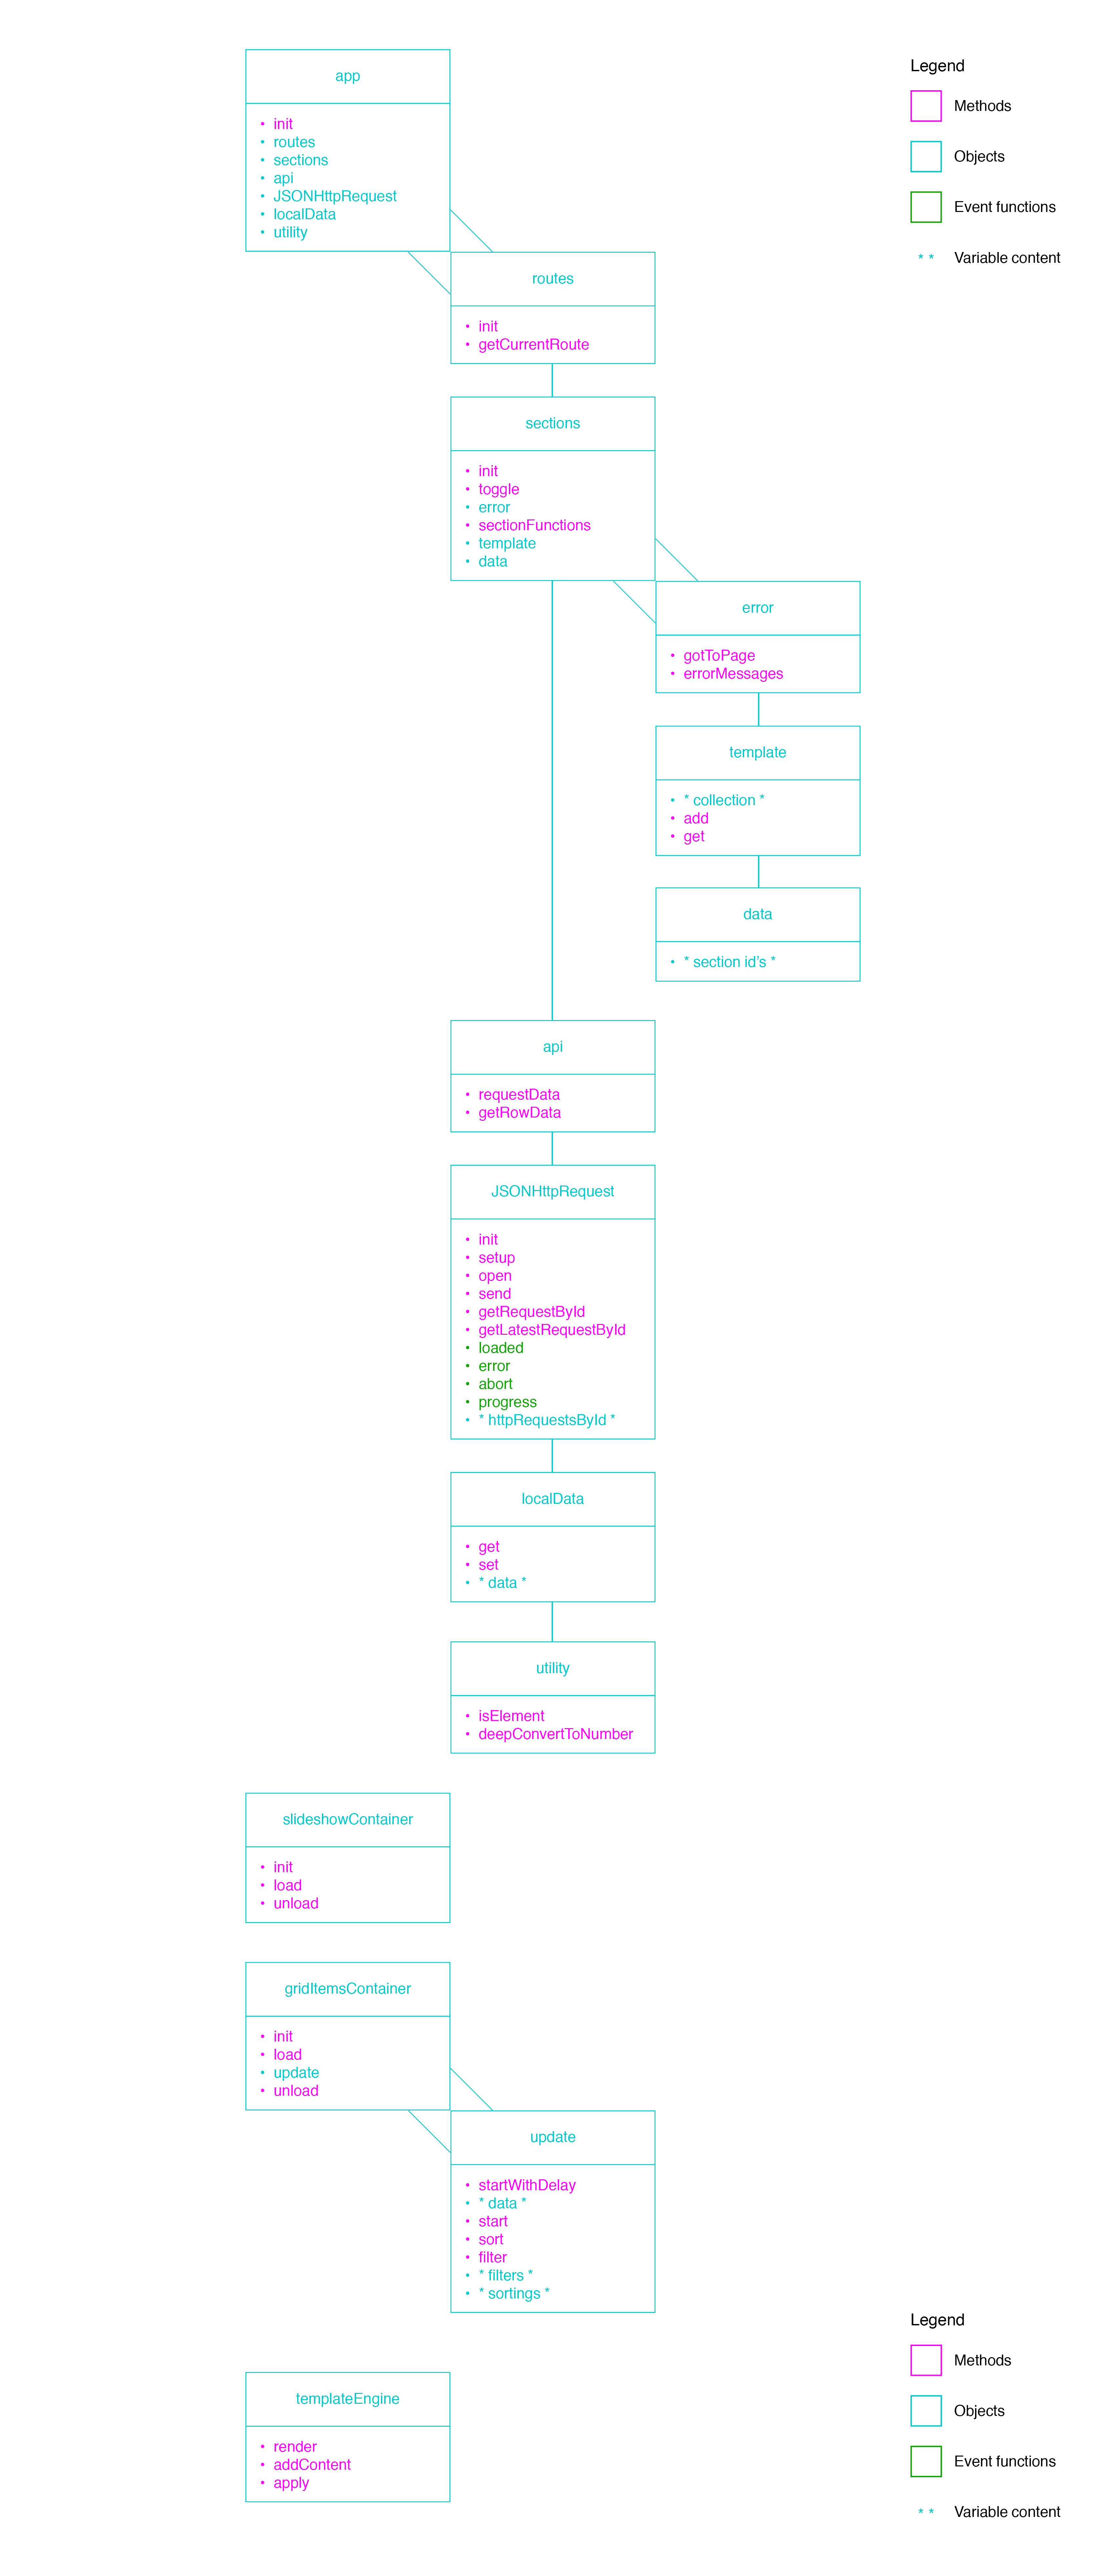 app
• init
• routes
• sections
• api
• JSONHttpRequest
• localData
• utility
Legend
Methods
Objects
Event functions
* * Variable content
routes
• init
• getCurrentRoute
sections
• init
• toggle
• error
• sectionFunctions
• template
• data
error
• gotToPage
• errorMessages
template
• * collection *
• add
• get
data
• * section id’s *
api
• requestData
• getRowData
JSONHttpRequest
• init
• setup
• open
• send
• getRequestById
• getLatestRequestById
• loaded
• error
• abort
• progress
• * httpRequestsById *
localData
• get
• set
• * data *
utility
• isElement
• deepConvertToNumber
slideshowContainer
• init
• load
• unload
gridItemsContainer
• init
• load
• update
• unload
update
• startWithDelay
• * data *
• start
• sort
• filter
• * filters *
• * sortings *
templateEngine
• render
• addContent
• apply
Legend
Methods
Objects
Event functions
* * Variable content